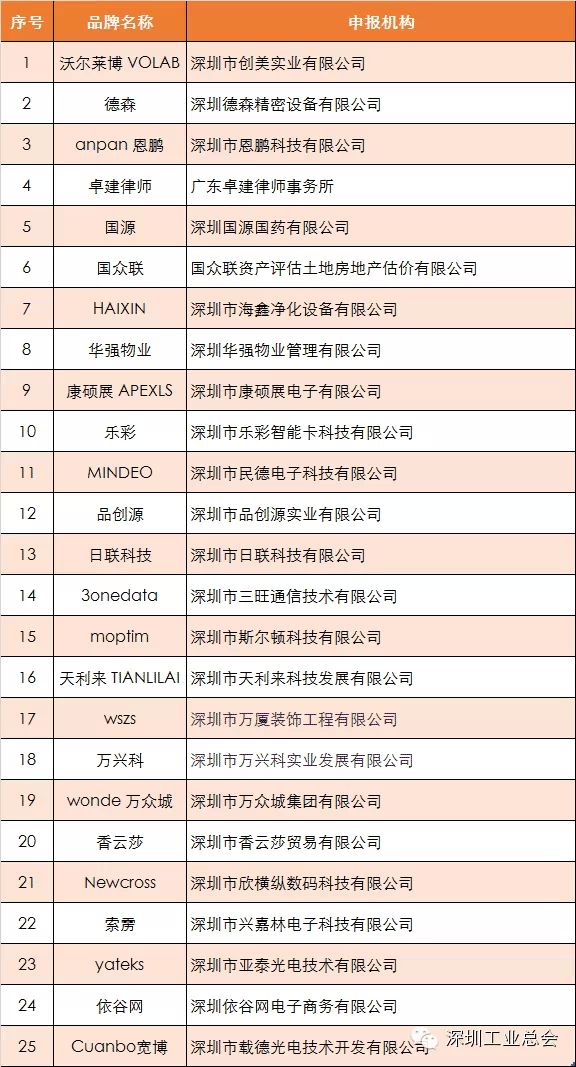 序号 品牌名称 申报机构
1 沃尔莱博 VOLAB 深圳市创美实业有限公司
2 德森 深圳德森精密设备有限公司
3 anpan 恩鹏 深圳市恩鹏科技有限公司
4 卓建律师 广东卓建律师事务所
5 国源 深圳国源国药有限公司
6 国众联 国众联资产评估土地房地产估价有限公司
7 HAIXIN 深圳市海鑫净化设备有限公司
8 华强物业 深圳华强物业管理有限公司
9 康硕展 APEXLS 深圳市康硕展电子有限公司
10 乐彩 深圳市乐彩智能卡科技有限公司
11 MINDEO 深圳市民德电子科技有限公司
12 品创源 深圳市品创源实业有限公司
13 日联科技 深圳市日联科技有限公司
14 3onedata 深圳市三旺通信技术有限公司
15 moptim 深圳市斯尔顿科技有限公司
16 天利来 TIANLILAI 深圳市天利来科技发展有限公司
17 wszs 深圳市万厦装饰工程有限公司
18 万兴科 深圳市万兴科实业发展有限公司
19 wonde 万众城 深圳市万众城集团有限公司
20 香云莎 深圳市香云莎贸易有限公司
21 Newcross 深圳市欣横纵数码科技有限公司
22 索雳 深圳市兴嘉林电子科技有限公司
23 yateks 深圳市亚泰光电技术有限公司
24 依谷网 深圳依谷网电子商务有限公司
25 Cuanbo宽博 深圳市载德光电技术开发有限公司
深圳工业总会